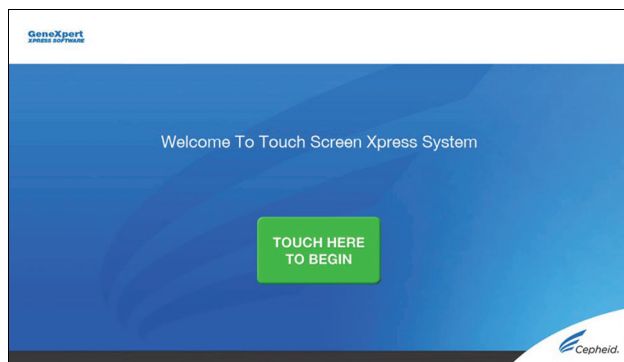 GeneXpert
XPRESS SOFTWARE
Welcome To Touch Screen Xpress System
TOUCH HERE
TO BEGIN
Cepheid.